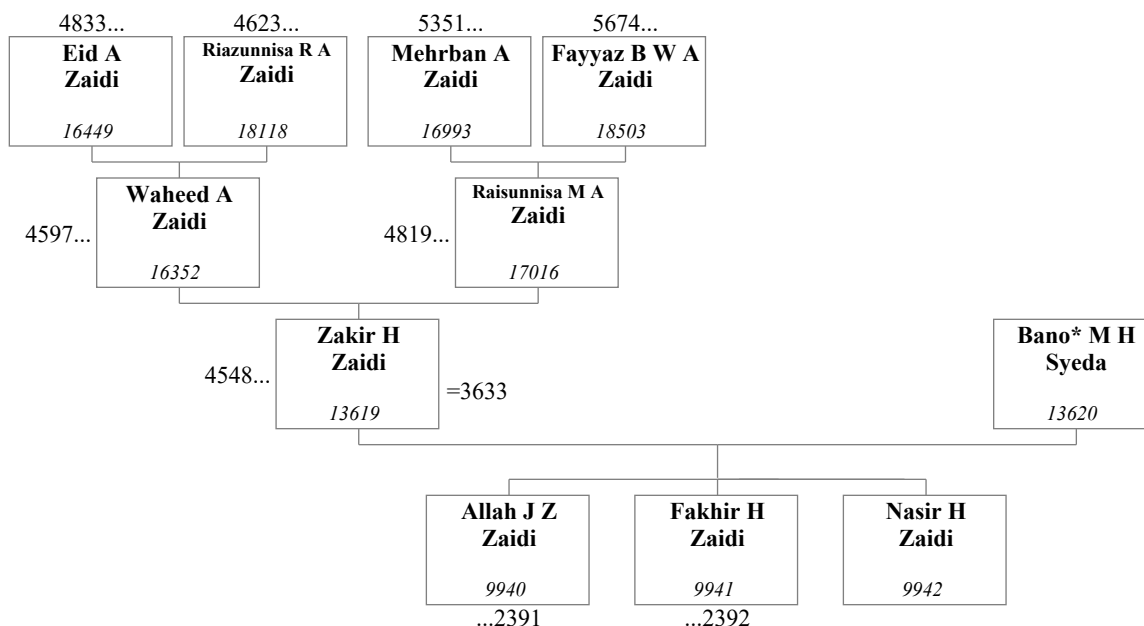 4833...
4623...
5351...
5674...
Eid A
Zaidi
16449
Riazunnisa R A
Zaidi
18118
Mehrban A
Zaidi
16993
Fayyaz B W A
Zaidi
18503
4597...
Waheed A
Zaidi
16352
4819...
Raisunnisa M A
Zaidi
17016
4548...
Zakir H
Zaidi
13619
=3633
Bano* M H
Syeda
13620
Allah J Z
Zaidi
9940
...2391
Fakhir H
Zaidi
9941
...2392
Nasir H
Zaidi
9942